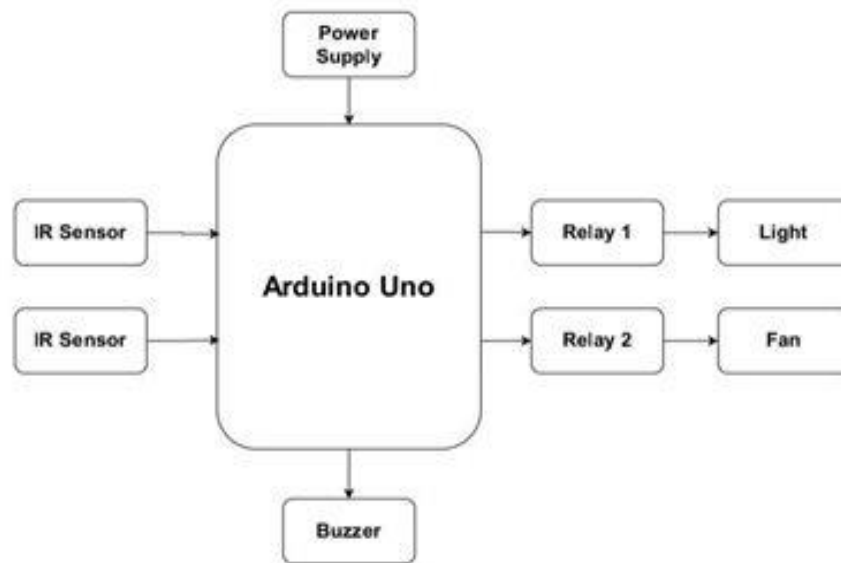 Power
Supply
IR Sensor
Relay 1
Light
Arduino Uno
IR Sensor
Relay 2
Fan
Buzzer